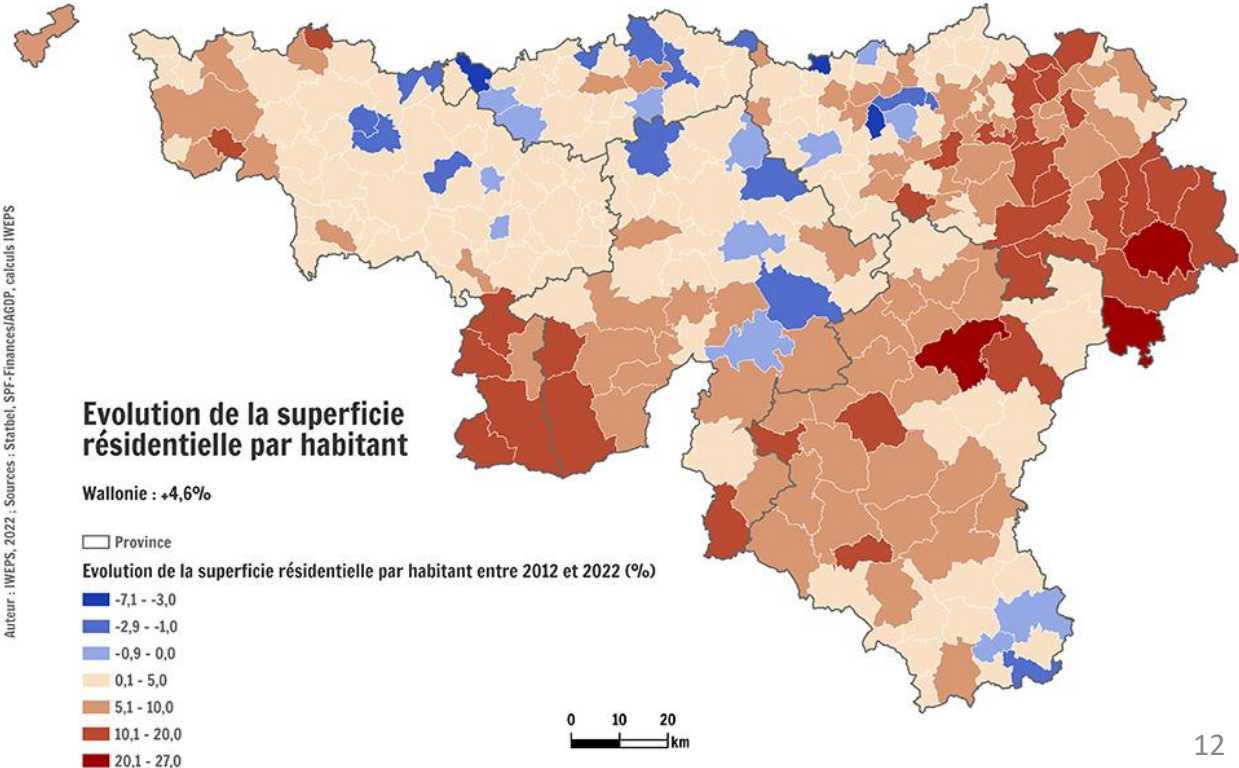 Evolution de la superficie
résidentielle par habitant
Wallonie : +4,6%
Province
Evolution de la superficie résidentielle par habitant entre 2012 et 2022 (%)
-7,1 - -3,0
-2,9 - -1,0
-0,9 - 0,0
0,1 - 5,0
5,1 - 10,0
10,1 - 20,0
20,1 - 27,0
0 10 20
km
Auteur : IWEPS, 2022 ; Sources : Statbel, SPF-Finances/AGDP, calculs IWEPS
12